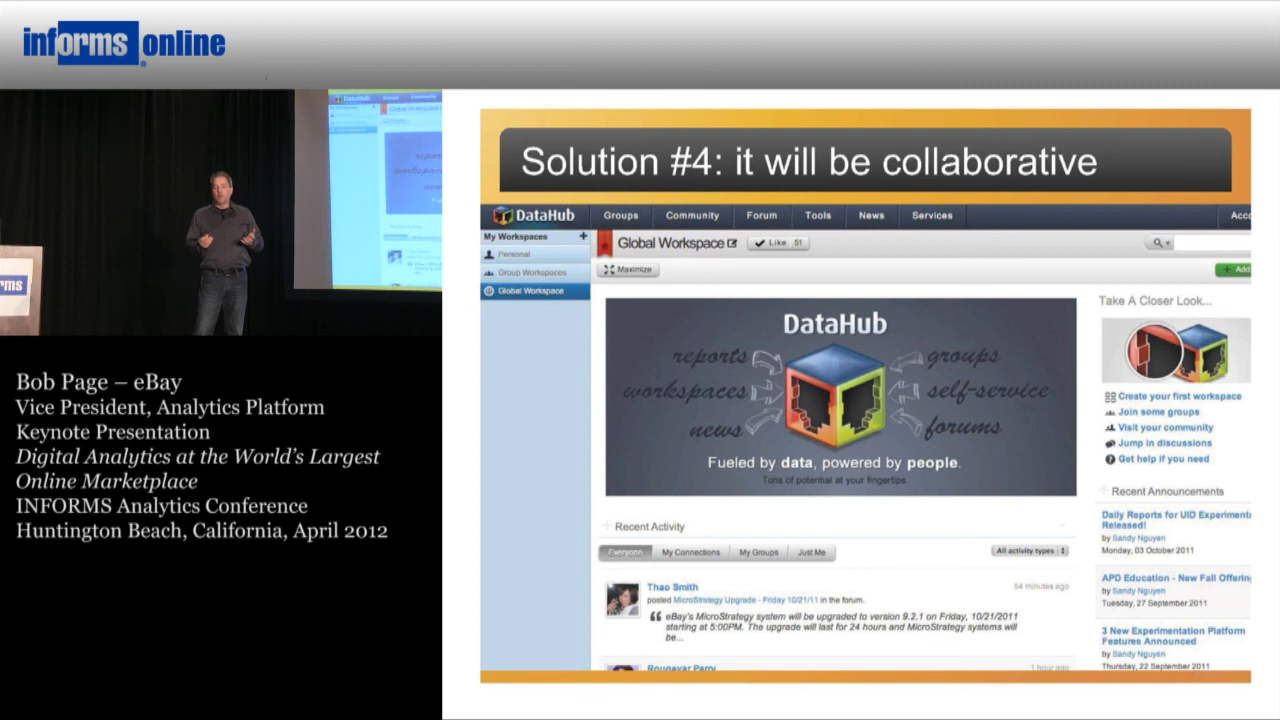 informs online
®
Bob Page – eBay
Vice President, Analytics Platform
Keynote Presentation
Digital Analytics at the World's Largest
Online Marketplace
INFORMS Analytics Conference
Huntington Beach, California, April 2012
Solution #4: it will be collaborative
DataHub Groups Community Forum Tools News Services Acco
My Workspaces +
Personal
Group Workspaces
Global Workspace
Global Workspace Like 51
Maximize
+ Add
DataHub
reports
workspaces
news
groups
self-service
forums
Fueled by data, powered by people.
Tons of potential at your fingertips.
Take A Closer Look...
Create your first workspace
Join some groups
Visit your community
Jump in discussions
Get help if you need
Recent Announcements
Daily Reports for UID Experiments
Released!
by Sandy Nguyen
Monday, 03 October 2011
APD Education - New Fall Offering
by Sandy Nguyen
Tuesday, 27 September 2011
3 New Experimentation Platform
Features Announced
by Sandy Nguyen
Thursday, 22 September 2011
Recent Activity
Everyone My Connections My Groups Just Me All activity types
Thao Smith 54 minutes ago
posted MicroStrategy Upgrade - Friday 10/21/11 in the forum.
eBay's MicroStrategy system will be upgraded to version 9.2.1 on Friday, 10/21/2011
starting at 5:00PM. The upgrade will last for 24 hours and MicroStrategy systems will
be...
1 hour ago
DataHub
rms